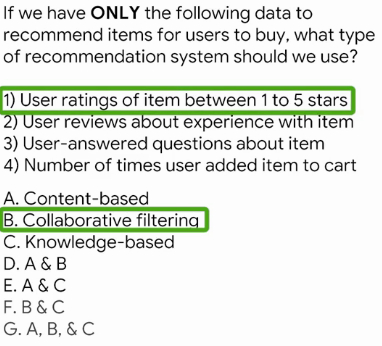 If we have ONLY the following data to
recommend items for users to buy, what type
of recommendation system should we use?
1) User ratings of item between 1 to 5 stars
2) User reviews about experience with item
3) User-answered questions about item
4) Number of times user added item to cart
A. Content-based
B. Collaborative filtering
C. Knowledge-based
D. A & B
E. A & C
F. B & C
G. A, B, & C